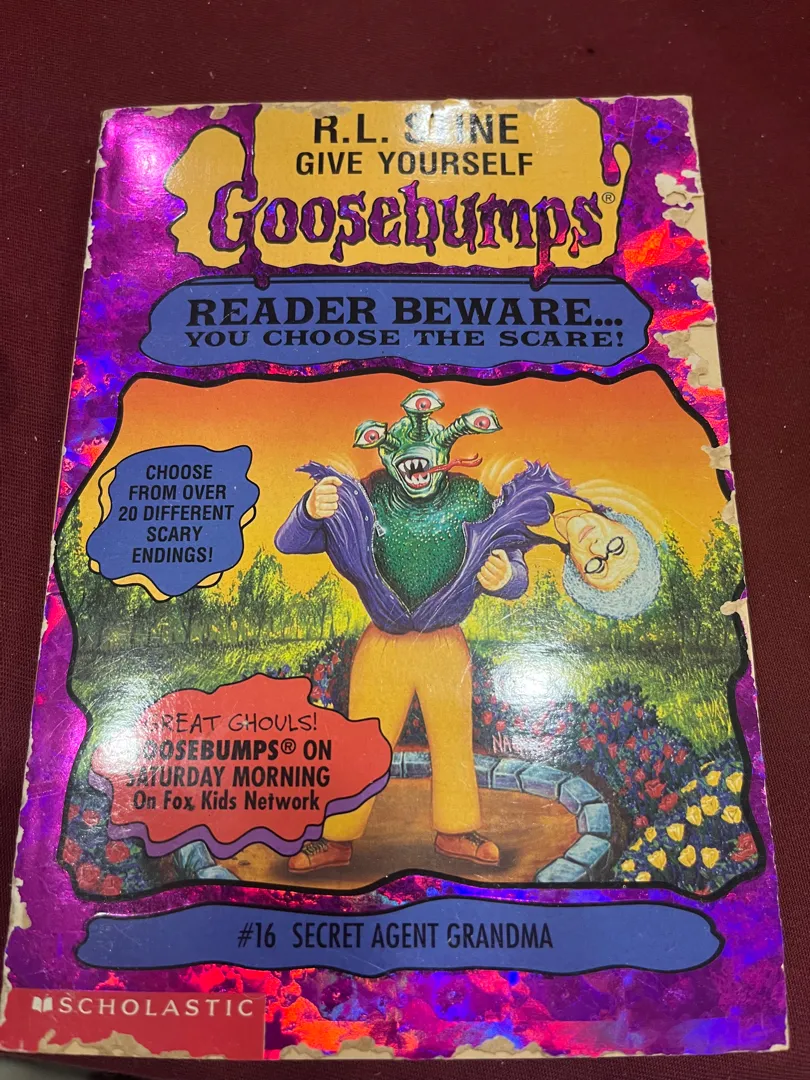 R.L. STINE
GIVE YOURSELF
Goosebumps®
READER BEWARE...
YOU CHOOSE THE SCARE!
CHOOSE
FROM OVER
20 DIFFERENT
SCARY
ENDINGS!
GREAT GHOULS!
GOOSEBUMPS® ON
SATURDAY MORNING
On Fox Kids Network
#16 SECRET AGENT GRANDMA
SCHOLASTIC